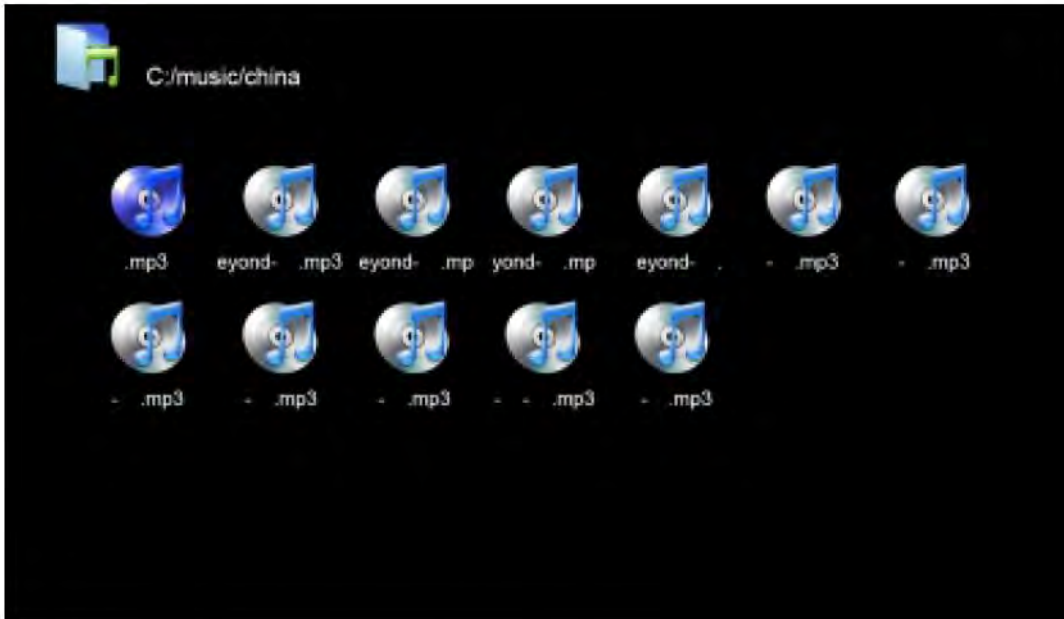 C:/music/china
.mp3 eyond- .mp3 eyond- .mp yond- .mp eyond- . - .mp3 - .mp3
- .mp3 - .mp3 - .mp3 - - .mp3 - .mp3